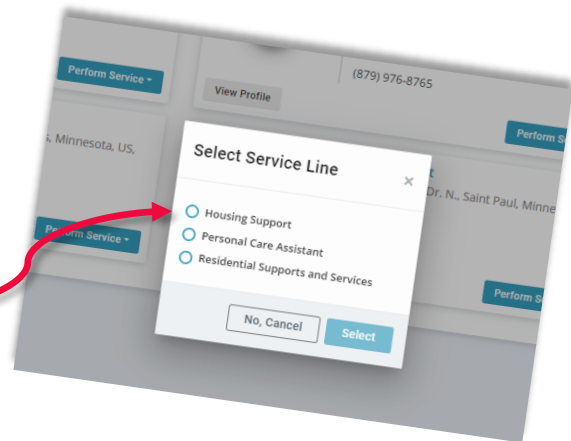 Perform Service
(879) 976-8765
View Profile
Perform
s, Minnesota, US,
Select Service Line
×
Dr. N., Saint Paul, Minne
Housing Support
Personal Care Assistant
Perform Service
Residential Supports and Services
Perform
No, Cancel
Select